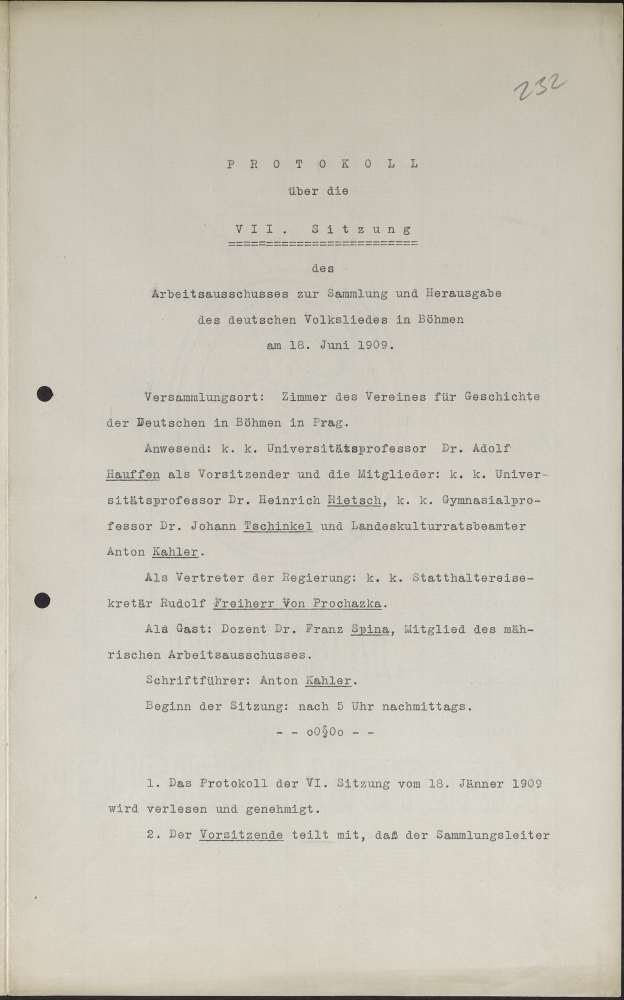 232
P R O T O K O L L
über die
VII. Sitzung
=========================
des
Arbeitsausschusses zur Sammlung und Herausgabe
des deutschen Volksliedes in Böhmen
am 18. Juni 1909.
Versammlungsort: Zimmer des Vereines für Geschichte
der Deutschen in Böhmen in Prag.
Anwesend: k. k. Universitätsprofessor Dr. Adolf
Hauffen als Vorsitzender und die Mitglieder: k. k. Univer-
sitätsprofessor Dr. Heinrich Rietsch, k. k. Gymnasialpro-
fessor Dr. Johann Tschinkel und Landeskulturratsbeamter
Anton Kahler.
Als Vertreter der Regierung: k. k. Statthaltereise-
kretär Rudolf Freiherr Von Prochazka.
Als Gast: Dozent Dr. Franz Spina, Mitglied des mäh-
rischen Arbeitsausschusses.
Schriftführer: Anton Kahler.
Beginn der Sitzung: nach 5 Uhr nachmittags.
- - oO§Oo - -
1. Das Protokoll der VI. Sitzung vom 18. Jänner 1909
wird verlesen und genehmigt.
2. Der Vorsitzende teilt mit, daß der Sammlungsleiter